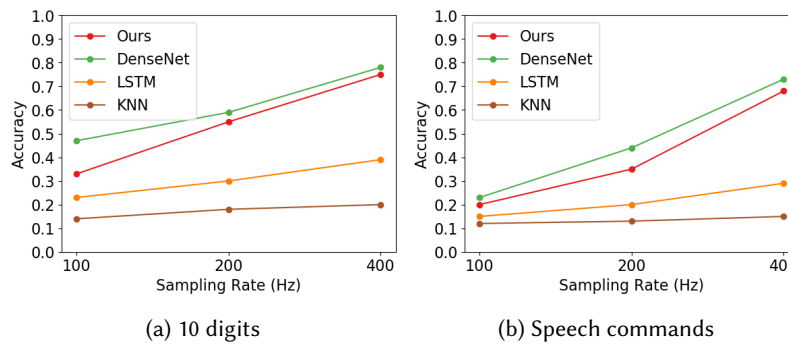 1.0
0.9
0.8
0.7
0.6
0.5
0.4
0.3
0.2
0.1
0.0
Accuracy
Ours
DenseNet
LSTM
KNN
100 200 400
Sampling Rate (Hz)
(a) 10 digits
1.0
0.9
0.8
0.7
0.6
0.5
0.4
0.3
0.2
0.1
0.0
Accuracy
Ours
DenseNet
LSTM
KNN
100 200 40
Sampling Rate (Hz)
(b) Speech commands